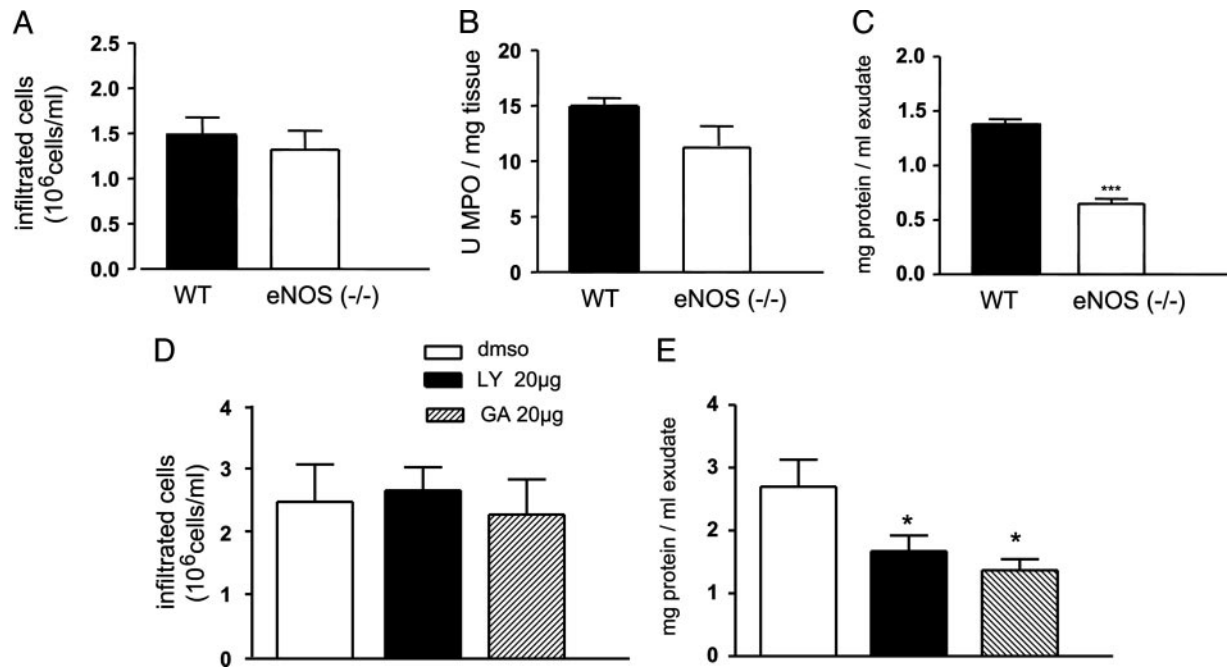 A
infiltrated cells
(10⁶cells/ml)
2.5
2.0
1.5
1.0
0.5
0.0
WT
eNOS (-/-)
B
U MPO / mg tissue
20
15
10
5
0
WT
eNOS (-/-)
C
mg protein / ml exudate
2.0
1.5
1.0
0.5
0.0
***
WT
eNOS (-/-)
D
dmso
LY 20µg
GA 20µg
infiltrated cells
(10⁶cells/ml)
4
3
2
1
0
E
mg protein / ml exudate
4
3
2
1
0
*
*